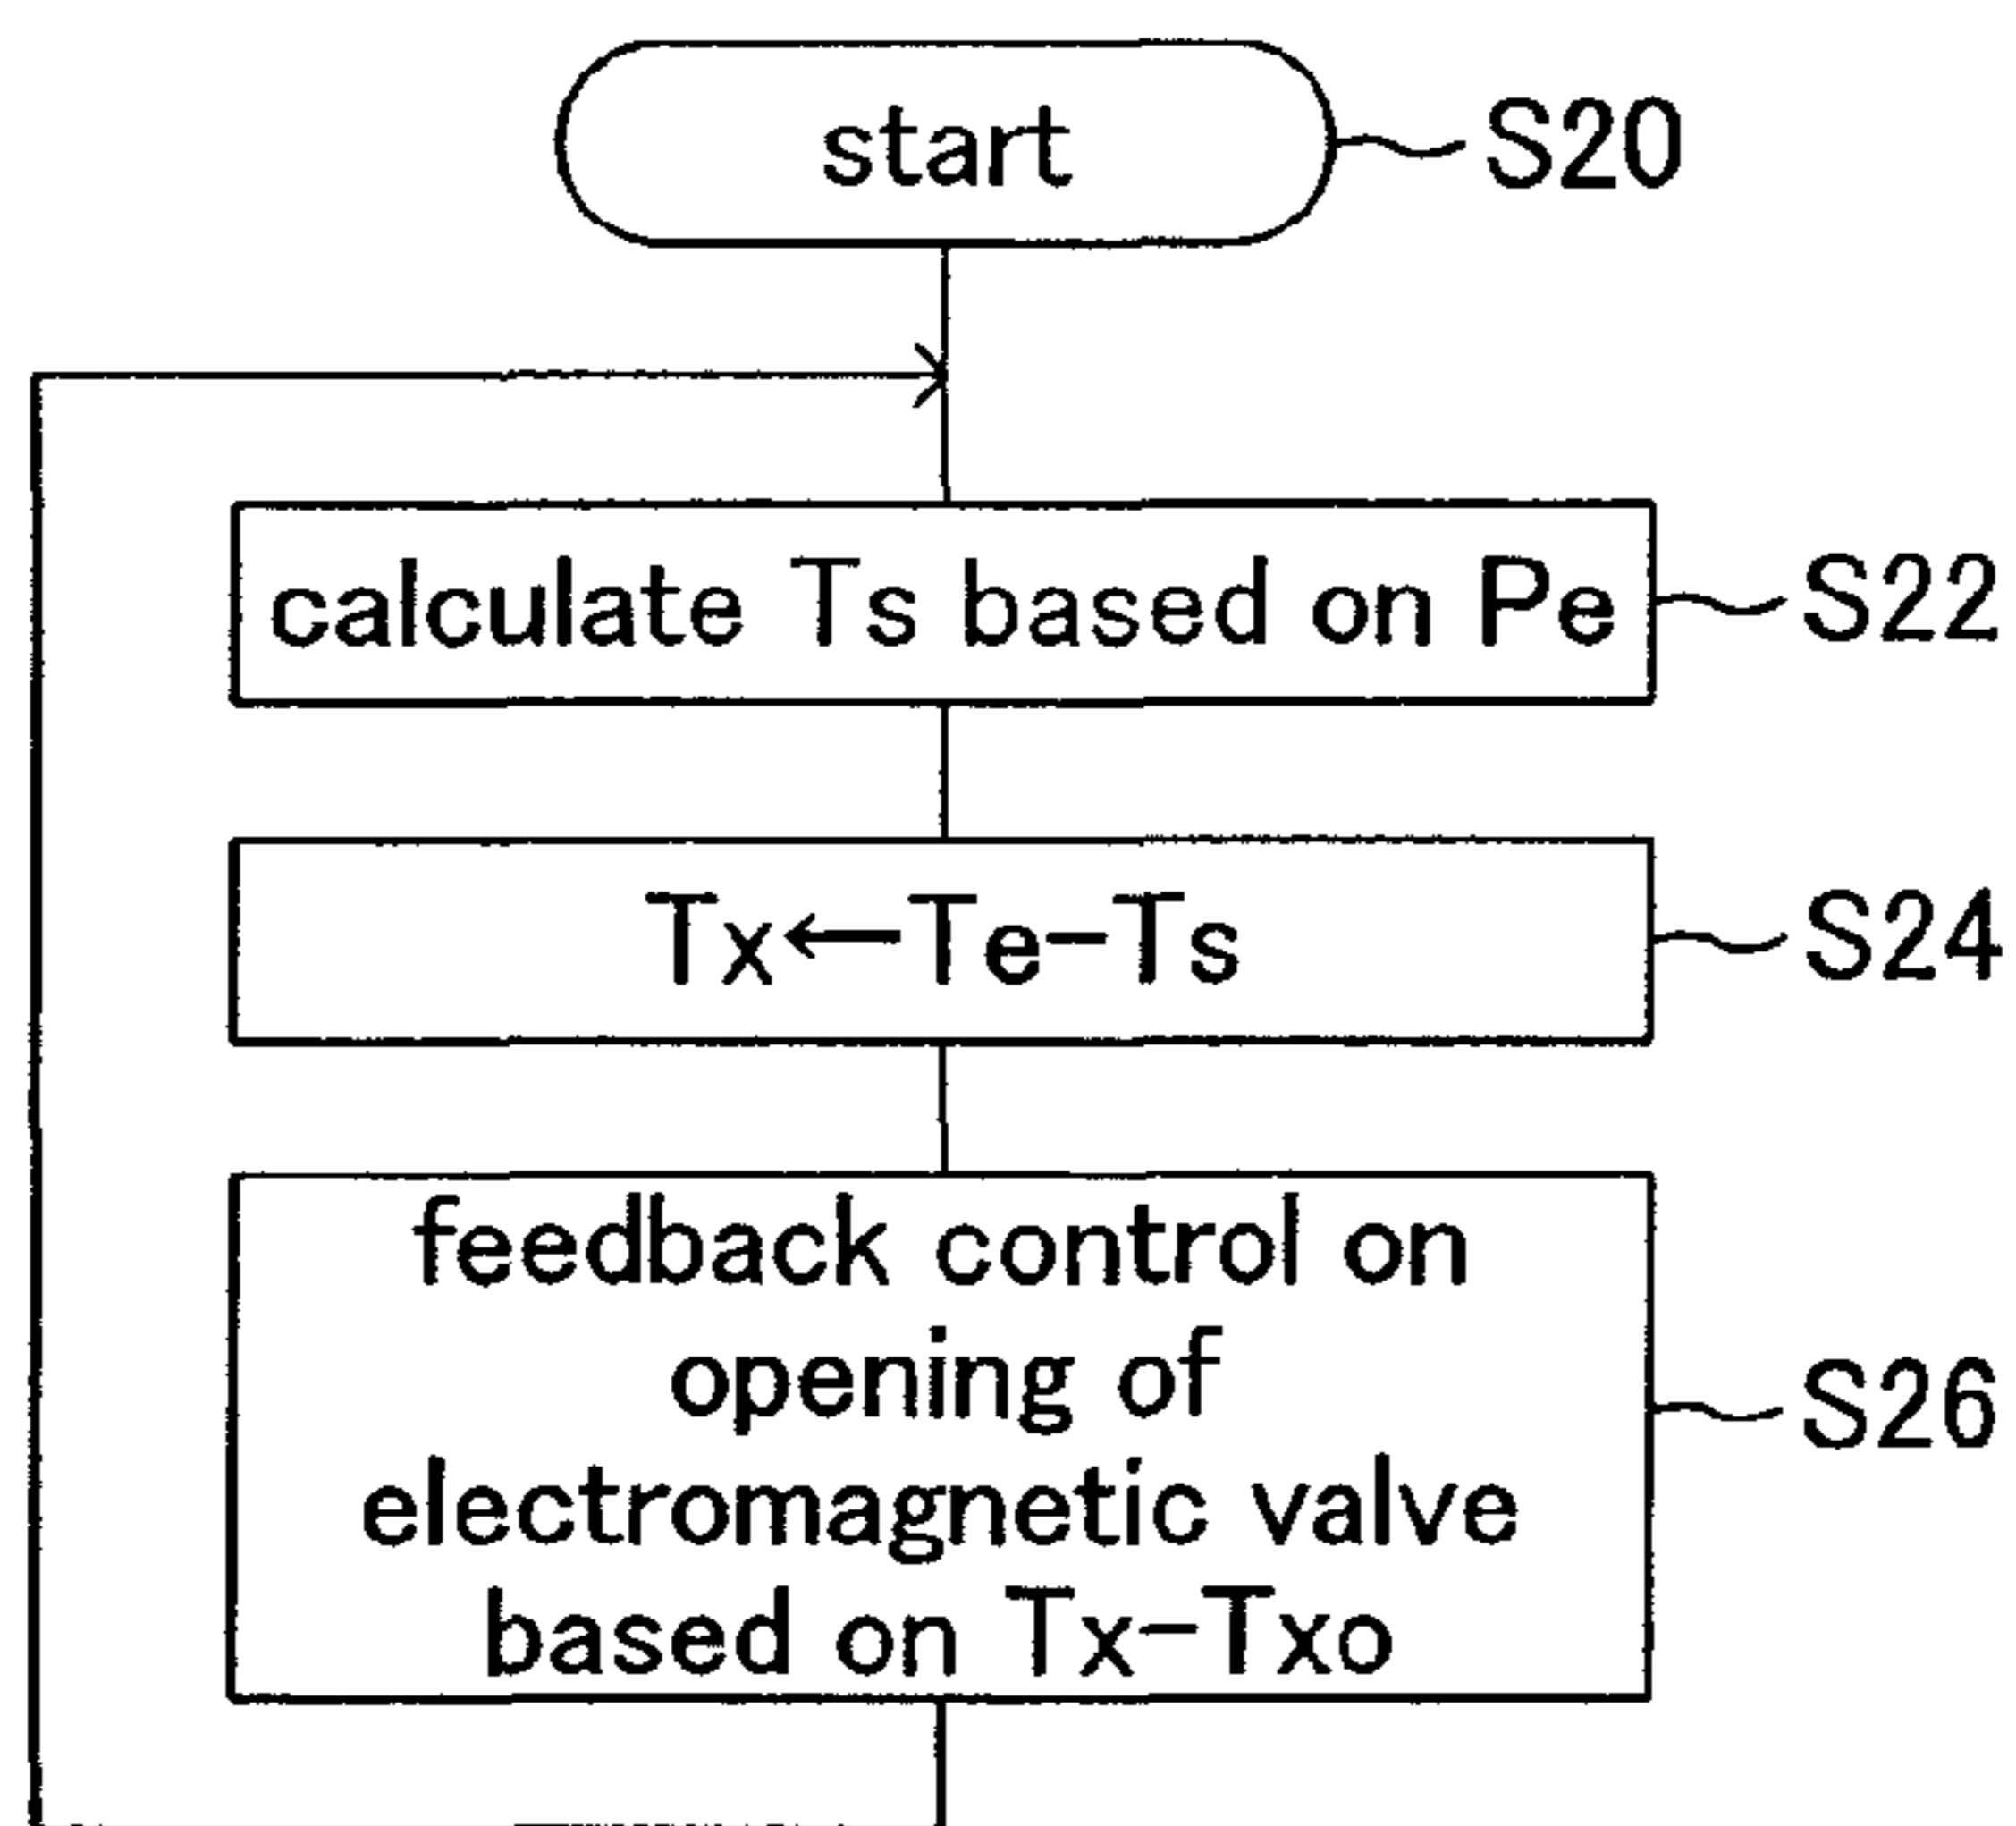 start
S20
calculate Ts based on Pe
S22
Tx←Te−Ts
S24
feedback control on
opening of
electromagnetic valve
based on Tx−Txo
S26